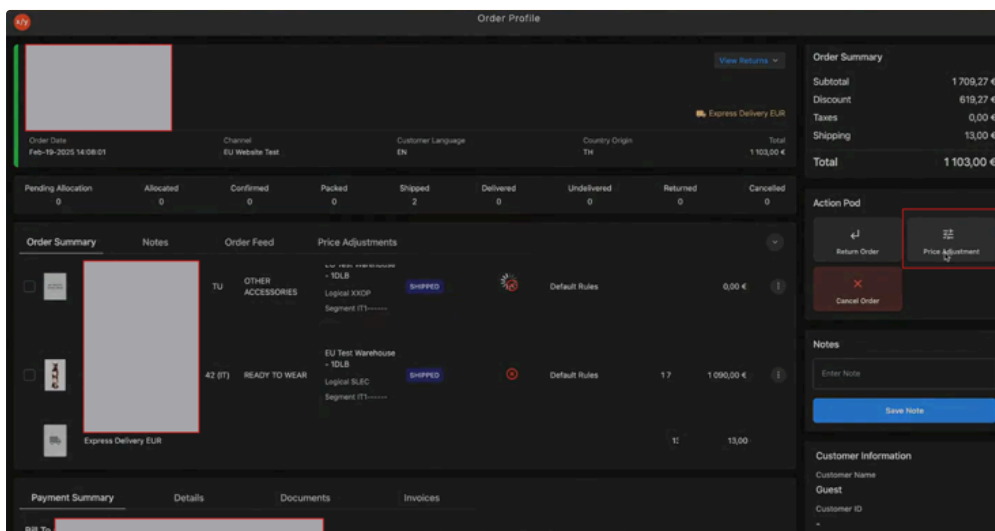 k/y
Order Profile
View Returns
Express Delivery EUR
Order Date
Feb-19-2025 14:08:01
Channel
EU Website Test
Customer Language
EN
Country Origin
TH
Total
1 103,00 €
Pending Allocation
0
Allocated
0
Confirmed
0
Packed
0
Shipped
2
Delivered
0
Undelivered
0
Returned
0
Cancelled
0
Order Summary
Notes
Order Feed
Price Adjustments
TU
OTHER
ACCESSORIES
EU Test Warehouse
- 1DLB
Logical XXOP
Segment IT1------
SHIPPED
Default Rules
0,00 €
42 (IT)
READY TO WEAR
EU Test Warehouse
- 1DLB
Logical SLEC
Segment IT1------
SHIPPED
Default Rules
17
1 090,00 €
Express Delivery EUR
13,00
Payment Summary
Details
Documents
Invoices
Bill To
Order Summary
Subtotal 1 709,27 €
Discount 619,27 €
Taxes 0,00 €
Shipping 13,00 €
Total 1 103,00 €
Action Pod
Return Order
Price Adjustment
Cancel Order
Notes
Enter Note
Save Note
Customer Information
Customer Name
Guest
Customer ID
-